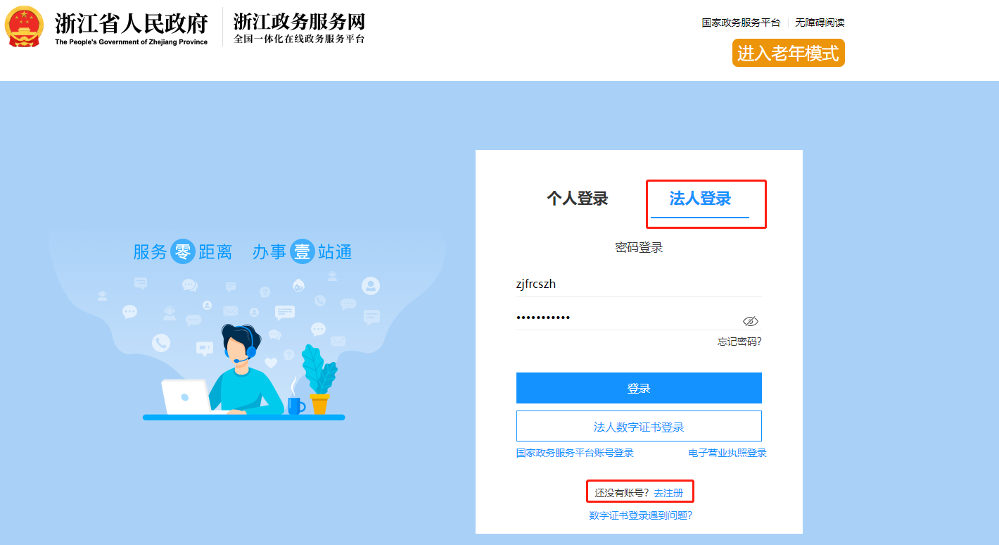 浙江省人民政府
The People's Government of Zhejiang Province
浙江政务服务网
全国一体化在线政务服务平台
国家政务服务平台 无障碍阅读
进入老年模式
服务零距离 办事壹站通
个人登录 法人登录
密码登录
zjfrcszh
•••••••••••
忘记密码?
登录
法人数字证书登录
国家政务服务平台账号登录 电子营业执照登录
还没有账号? 去注册
数字证书登录遇到问题?